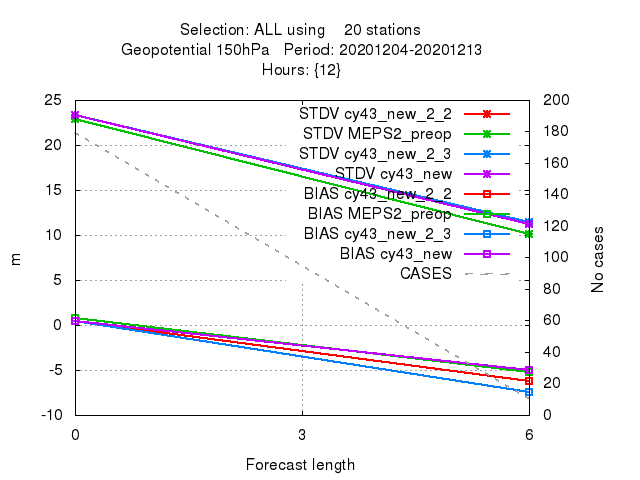 Selection: ALL using 20 stations
Geopotential 150hPa Period: 20201204-20201213
Hours: {12}
25 200
STDV cy43_new_2_2
180
STDV MEPS2_preop
20
160
STDV cy43_new_2_3
STDV cy43_new
15 140
BIAS cy43_new_2_2
BIAS MEPS2_preop
120
10
BIAS cy43_new_2_3
BIAS cy43_new
100
m
No cases
CASES
5
80
0 60
40
-5
20
-10 0
0 3 6
Forecast length